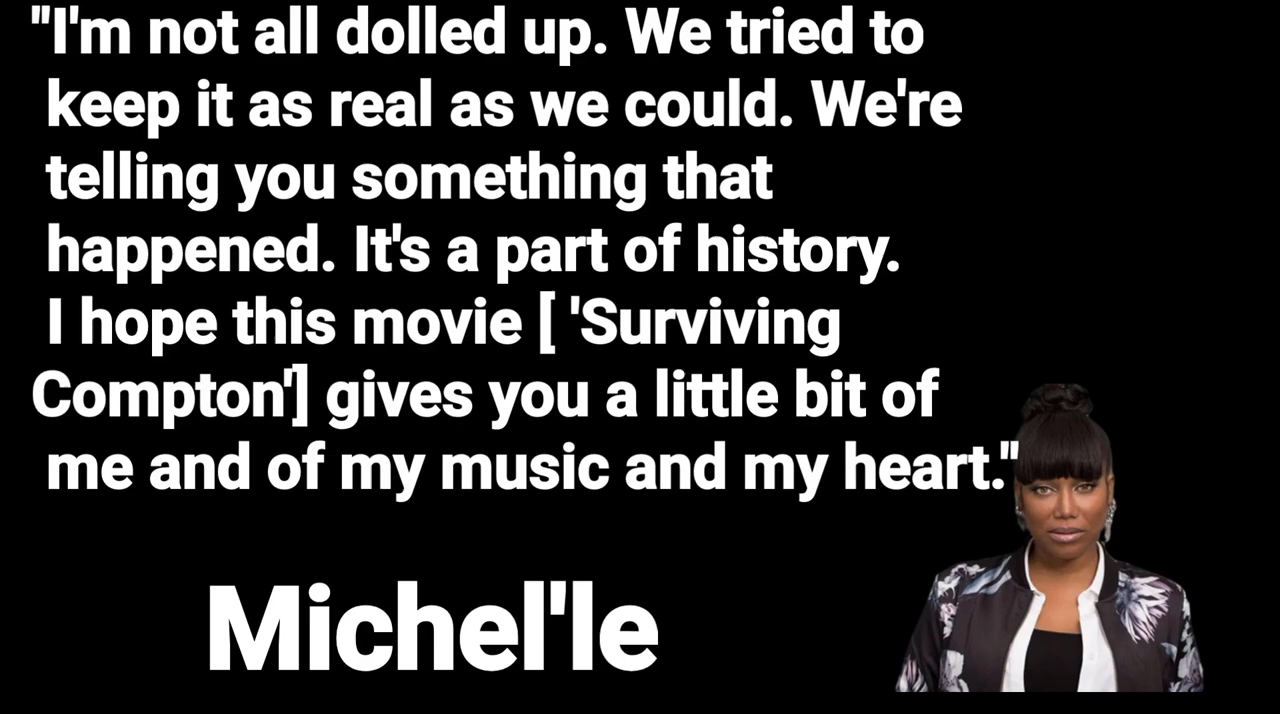 "I'm not all dolled up. We tried to
keep it as real as we could. We're
telling you something that
happened. It's a part of history.
I hope this movie [ 'Surviving
Compton'] gives you a little bit of
me and of my music and my heart."
Michel'le